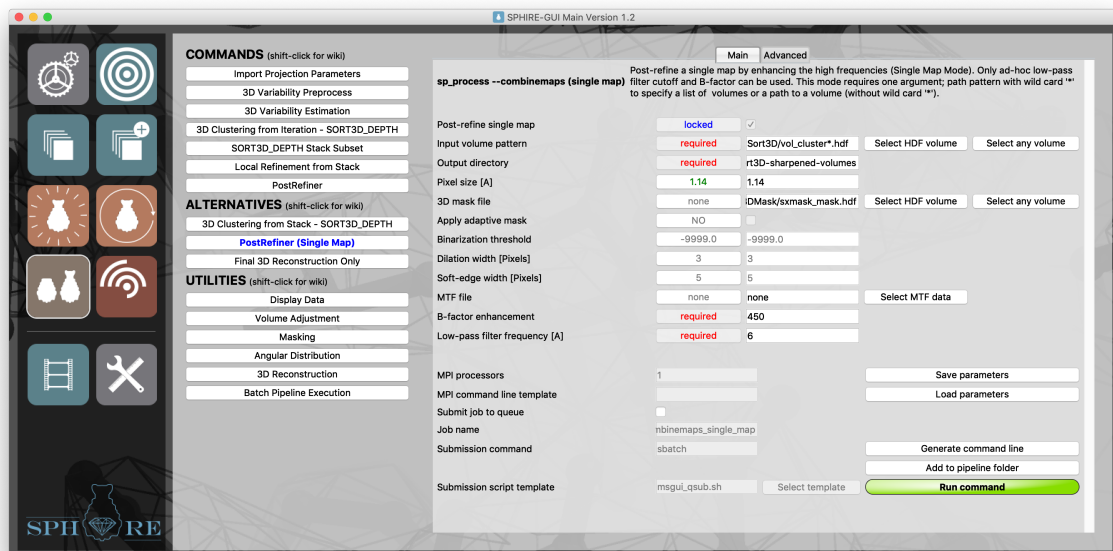 SPHIRE-GUI Main Version 1.2
COMMANDS (shift-click for wiki)
Import Projection Parameters
3D Variability Preprocess
3D Variability Estimation
3D Clustering from Iteration - SORT3D_DEPTH
SORT3D_DEPTH Stack Subset
Local Refinement from Stack
PostRefiner
ALTERNATIVES (shift-click for wiki)
3D Clustering from Stack - SORT3D_DEPTH
PostRefiner (Single Map)
Final 3D Reconstruction Only
UTILITIES (shift-click for wiki)
Display Data
Volume Adjustment
Masking
Angular Distribution
3D Reconstruction
Batch Pipeline Execution
SPHIRE
Main Advanced
sp_process --combinemaps (single map)
Post-refine a single map by enhancing the high frequencies (Single Map Mode). Only ad-hoc low-pass
filter cutoff and B-factor can be used. This mode requires one argument; path pattern with wild card '*'
to specify a list of volumes or a path to a volume (without wild card '*').
Post-refine single map locked
Input volume pattern required Sort3D/vol_cluster*.hdf Select HDF volume Select any volume
Output directory required rt3D-sharpened-volumes
Pixel size [A] 1.14 1.14
3D mask file none 3DMask/sxmask_mask.hdf Select HDF volume Select any volume
Apply adaptive mask NO
Binarization threshold -9999.0 -9999.0
Dilation width [Pixels] 3 3
Soft-edge width [Pixels] 5 5
MTF file none none Select MTF data
B-factor enhancement required 450
Low-pass filter frequency [A] required 6
MPI processors 1 Save parameters
MPI command line template Load parameters
Submit job to queue
Job name mbinemaps_single_map
Submission command sbatch Generate command line
Add to pipeline folder
Submission script template msgui_qsub.sh Select template Run command